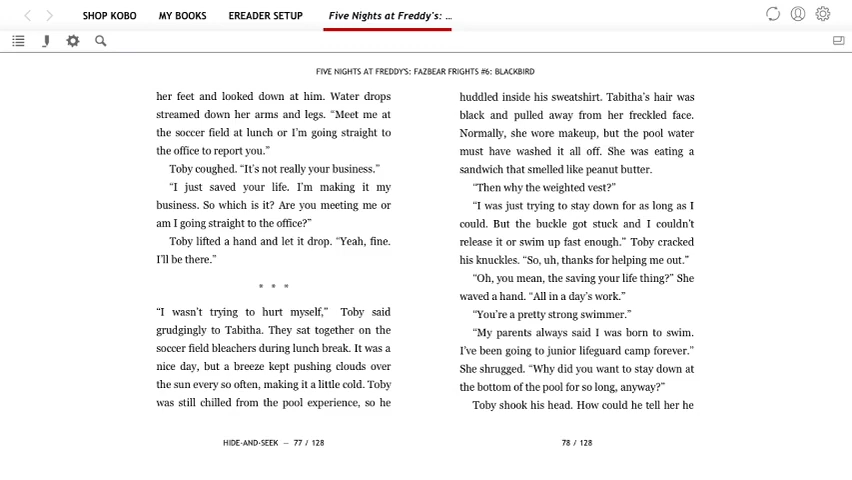 SHOP KOBO MY BOOKS EREADER SETUP Five Nights at Freddy's: ...
FIVE NIGHTS AT FREDDY'S: FAZBEAR FRIGHTS #6: BLACKBIRD
her feet and looked down at him. Water drops
streamed down her arms and legs. “Meet me at
the soccer field at lunch or I’m going straight to
the office to report you.”
Toby coughed. “It’s not really your business.”
“I just saved your life. I’m making it my
business. So which is it? Are you meeting me or
am I going straight to the office?”
Toby lifted a hand and let it drop. “Yeah, fine.
I’ll be there.”
* * *
“I wasn’t trying to hurt myself,” Toby said
grudgingly to Tabitha. They sat together on the
soccer field bleachers during lunch break. It was a
nice day, but a breeze kept pushing clouds over
the sun every so often, making it a little cold. Toby
was still chilled from the pool experience, so he
HIDE-AND-SEEK — 77 / 128
huddled inside his sweatshirt. Tabitha’s hair was
black and pulled away from her freckled face.
Normally, she wore makeup, but the pool water
must have washed it all off. She was eating a
sandwich that smelled like peanut butter.
“Then why the weighted vest?”
“I was just trying to stay down for as long as I
could. But the buckle got stuck and I couldn’t
release it or swim up fast enough.” Toby cracked
his knuckles. “So, uh, thanks for helping me out.”
“Oh, you mean, the saving your life thing?” She
waved a hand. “All in a day’s work.”
“You’re a pretty strong swimmer.”
“My parents always said I was born to swim.
I’ve been going to junior lifeguard camp forever.”
She shrugged. “Why did you want to stay down at
the bottom of the pool for so long, anyway?”
Toby shook his head. How could he tell her he
78 / 128